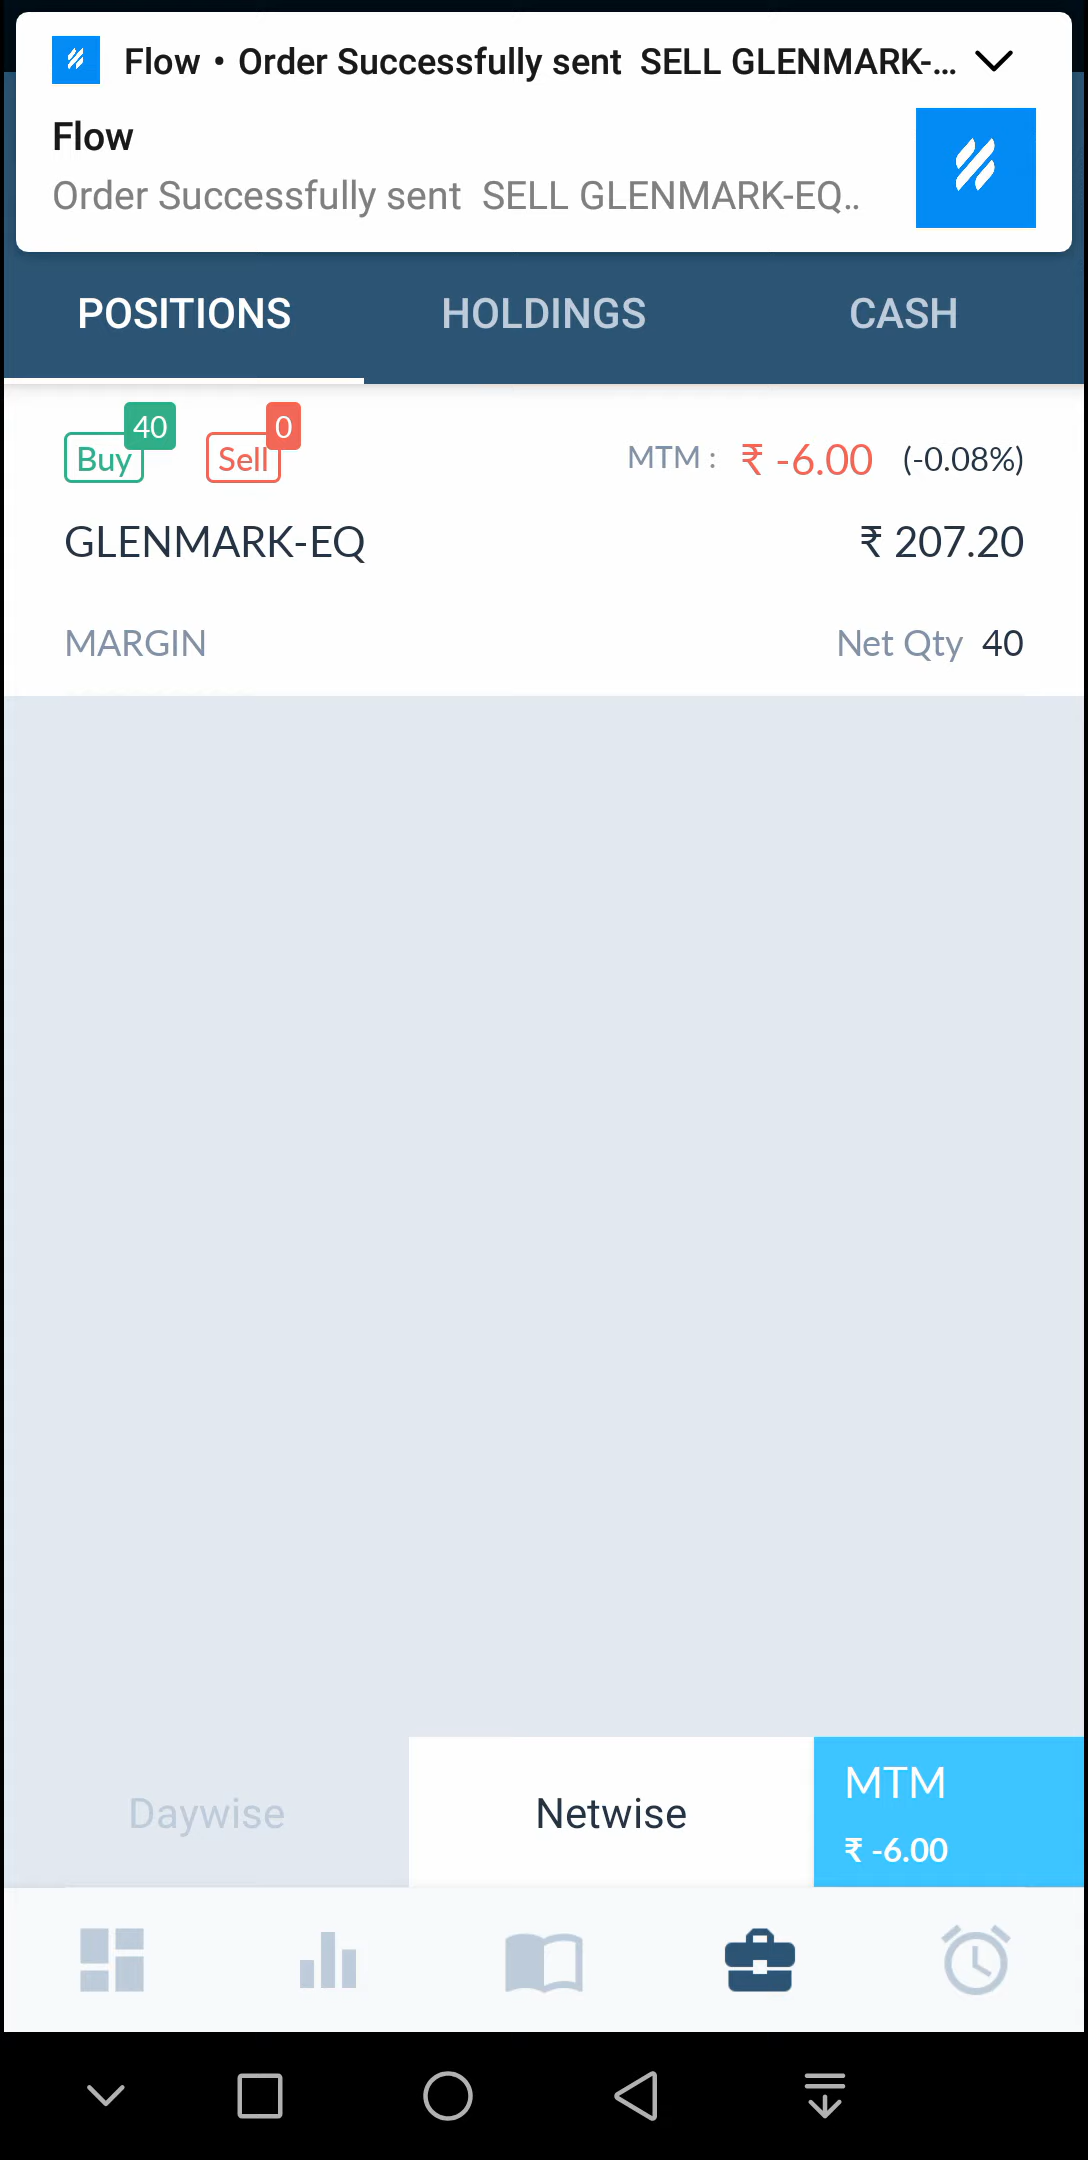 Flow • Order Successfully sent SELL GLENMARK-...
Flow
Order Successfully sent SELL GLENMARK-EQ..
POSITIONS HOLDINGS CASH
40 0
Buy Sell MTM : ₹ -6.00 (-0.08%)
GLENMARK-EQ ₹ 207.20
MARGIN Net Qty 40
Daywise Netwise MTM
₹ -6.00